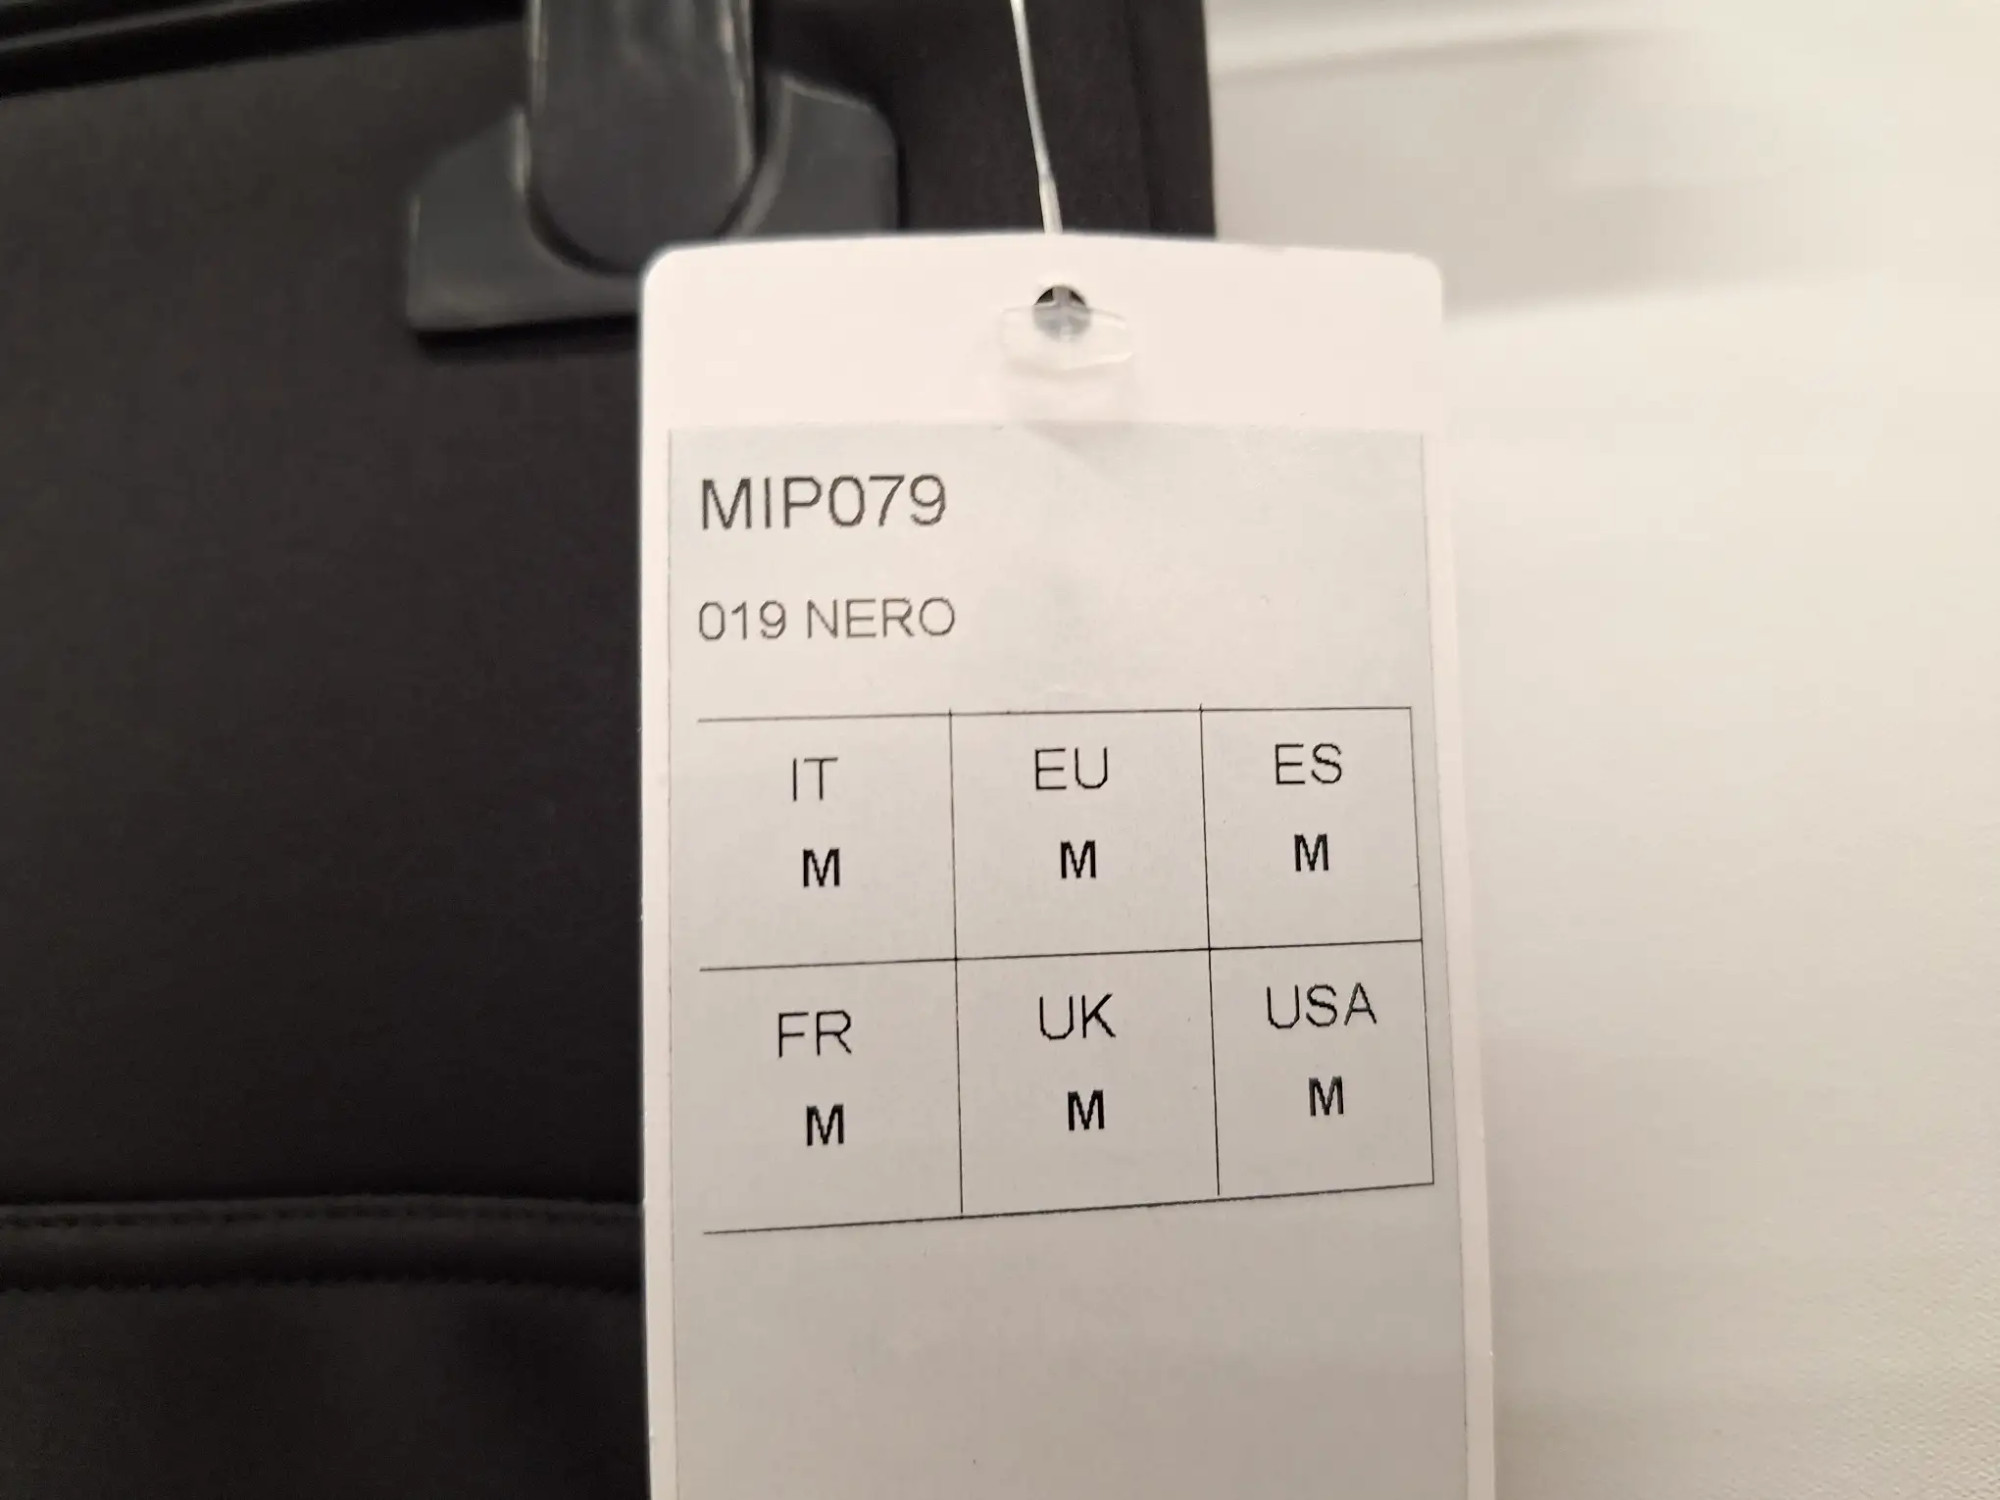 MIP079
019 NERO
IT EU ES
M M M
FR UK USA
M M M